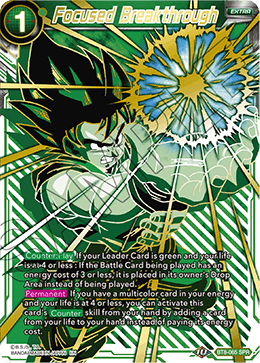 1
Focused Breakthrough
EXTRA
Counter:Play If your Leader Card is green and your life
is at 4 or less : If the Battle Card being played has an
energy cost of 3 or less, it is placed in its owner's Drop
Area instead of being played.
Permanent If you have a multicolor card in your energy
and your life is at 4 or less, you can activate this
card's Counter skill from your hand by adding a card
from your life to your hand instead of paying its energy
cost.
BANDAI
BT8-065 SPR